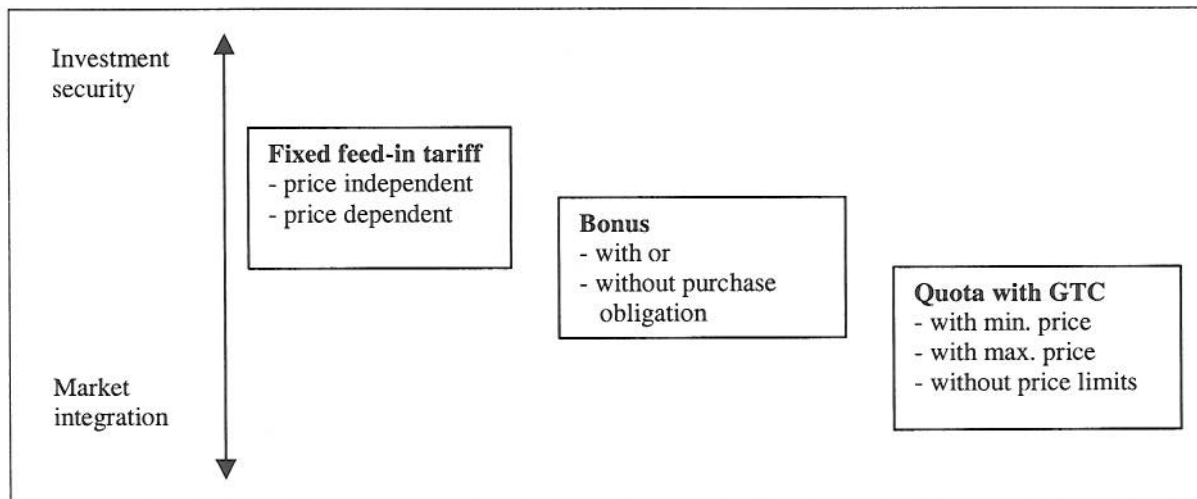 Investment
security
Fixed feed-in tariff
- price independent
- price dependent
Bonus
- with or
- without purchase
obligation
Quota with GTC
- with min. price
- with max. price
- without price limits
Market
integration